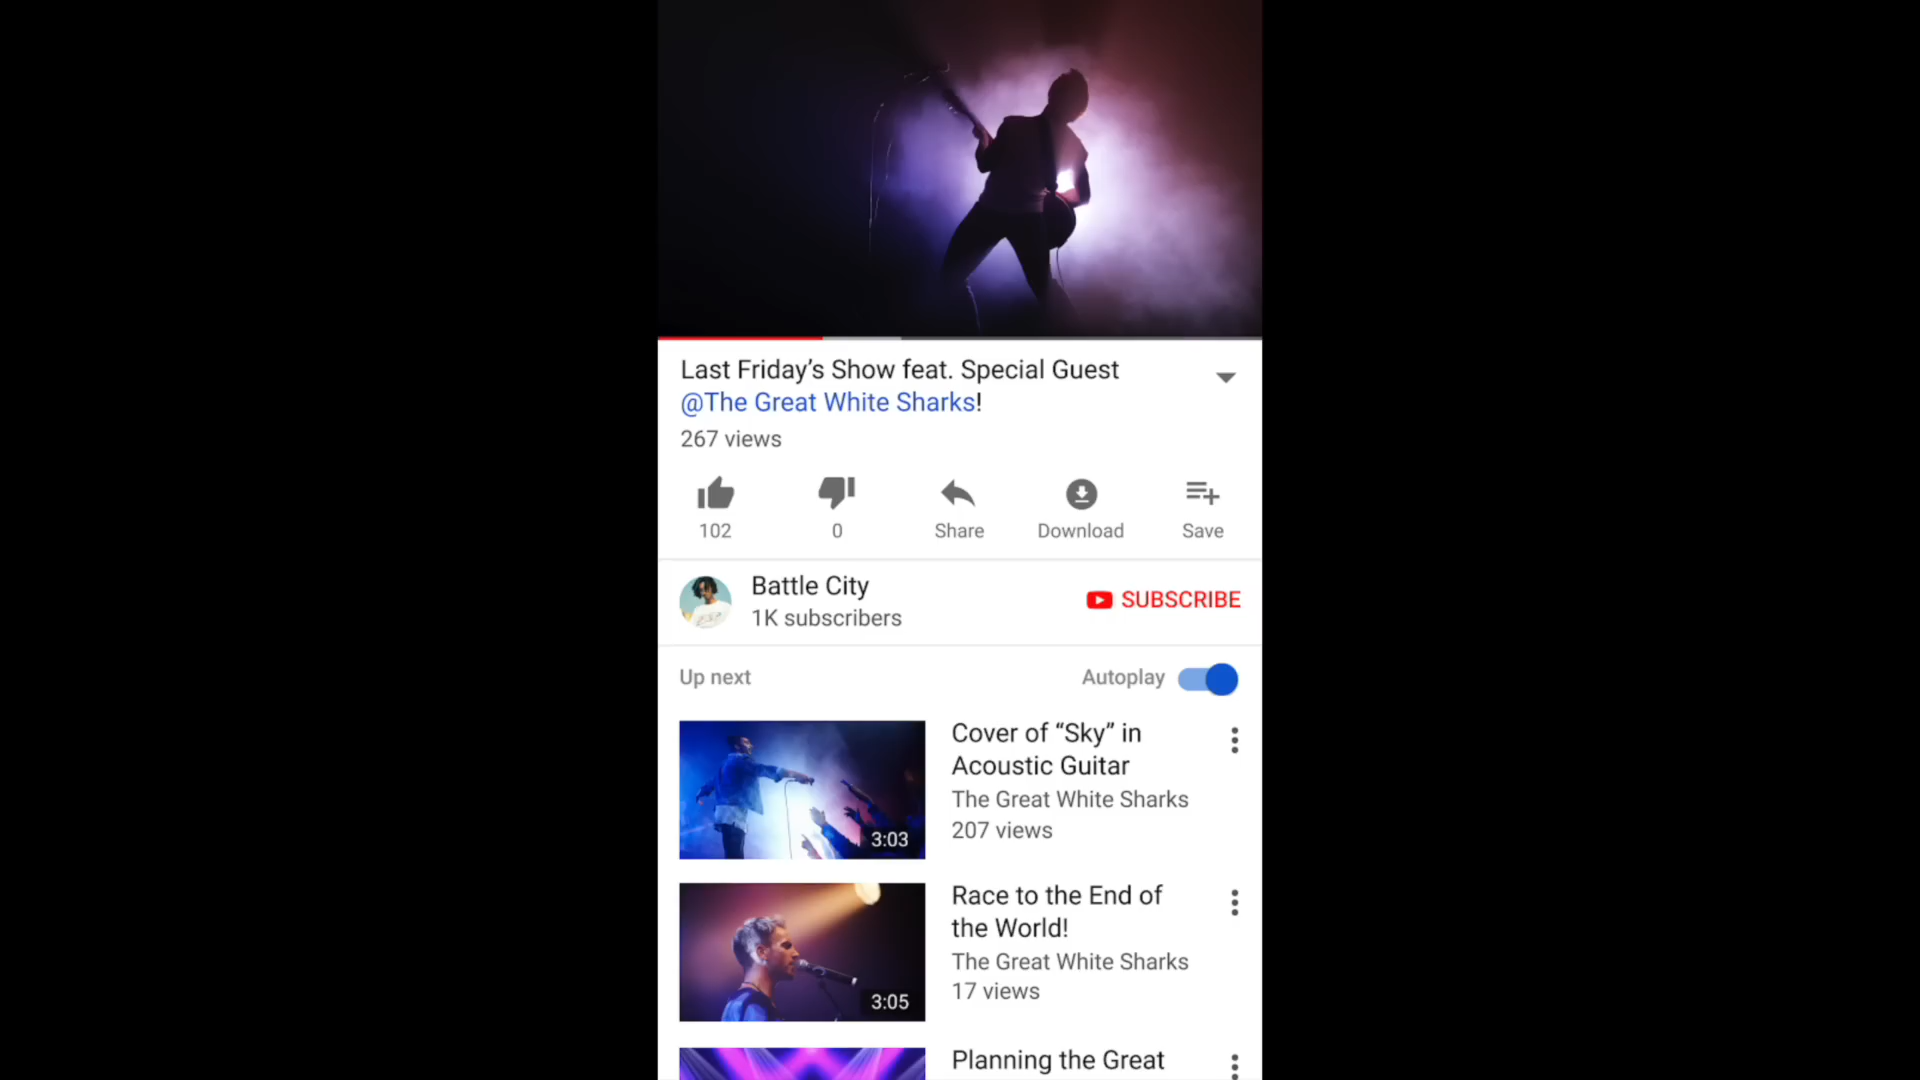 Last Friday’s Show feat. Special Guest
@The Great White Sharks!
267 views
102
0
Share
Download
Save
Battle City
1K subscribers
SUBSCRIBE
Up next
Autoplay
Cover of “Sky” in
Acoustic Guitar
The Great White Sharks
207 views
3:03
Race to the End of
the World!
The Great White Sharks
17 views
3:05
Planning the Great